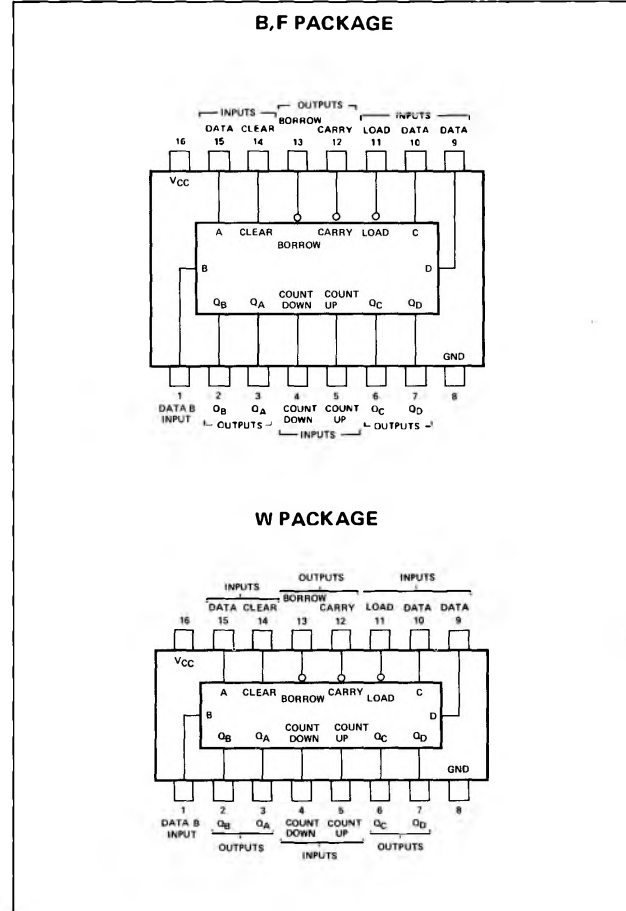 B,F PACKAGE
INPUTS OUTPUTS INPUTS
DATA CLEAR BORROW CARRY LOAD DATA DATA
16 15 14 13 12 11 10 9
VCC
A CLEAR BORROW CARRY LOAD C
B D
QB QA COUNT DOWN COUNT UP QC QD
GND
1 2 3 4 5 6 7 8
DATA B INPUT QB QA COUNT DOWN COUNT UP QC QD
OUTPUTS INPUTS OUTPUTS
W PACKAGE
INPUTS OUTPUTS INPUTS
DATA CLEAR BORROW CARRY LOAD DATA DATA
16 15 14 13 12 11 10 9
VCC
A CLEAR BORROW CARRY LOAD C
B D
QB QA COUNT DOWN COUNT UP QC QD
GND
1 2 3 4 5 6 7 8
DATA B INPUT QB QA COUNT DOWN COUNT UP QC QD
OUTPUTS INPUTS OUTPUTS